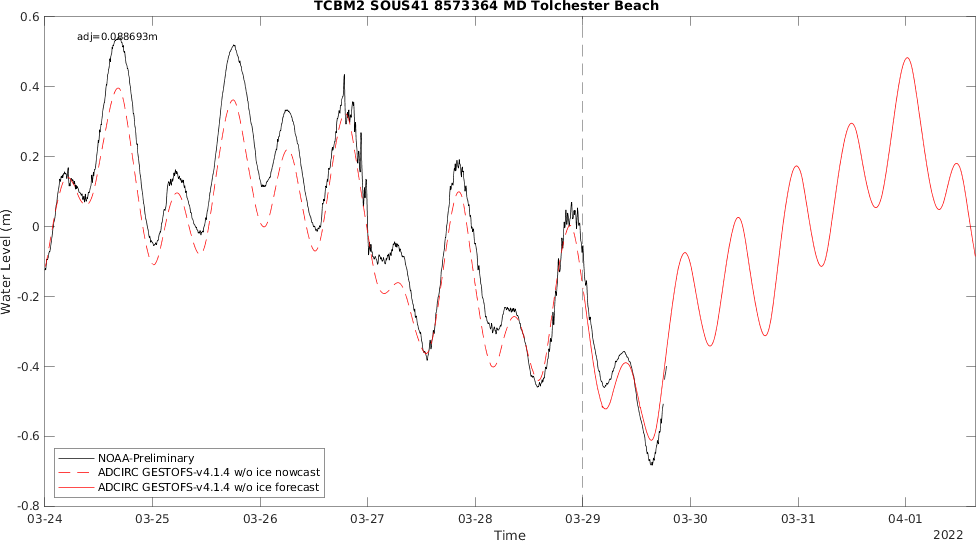 TCBM2 SOUS41 8573364 MD Tolchester Beach
adj=0.088693m
Water Level (m)
0.6
0.4
0.2
0
-0.2
-0.4
-0.6
-0.8
NOAA-Preliminary
ADCIRC GESTOFS-v4.1.4 w/o ice nowcast
ADCIRC GESTOFS-v4.1.4 w/o ice forecast
03-24 03-25 03-26 03-27 03-28 03-29 03-30 03-31 04-01
Time
2022